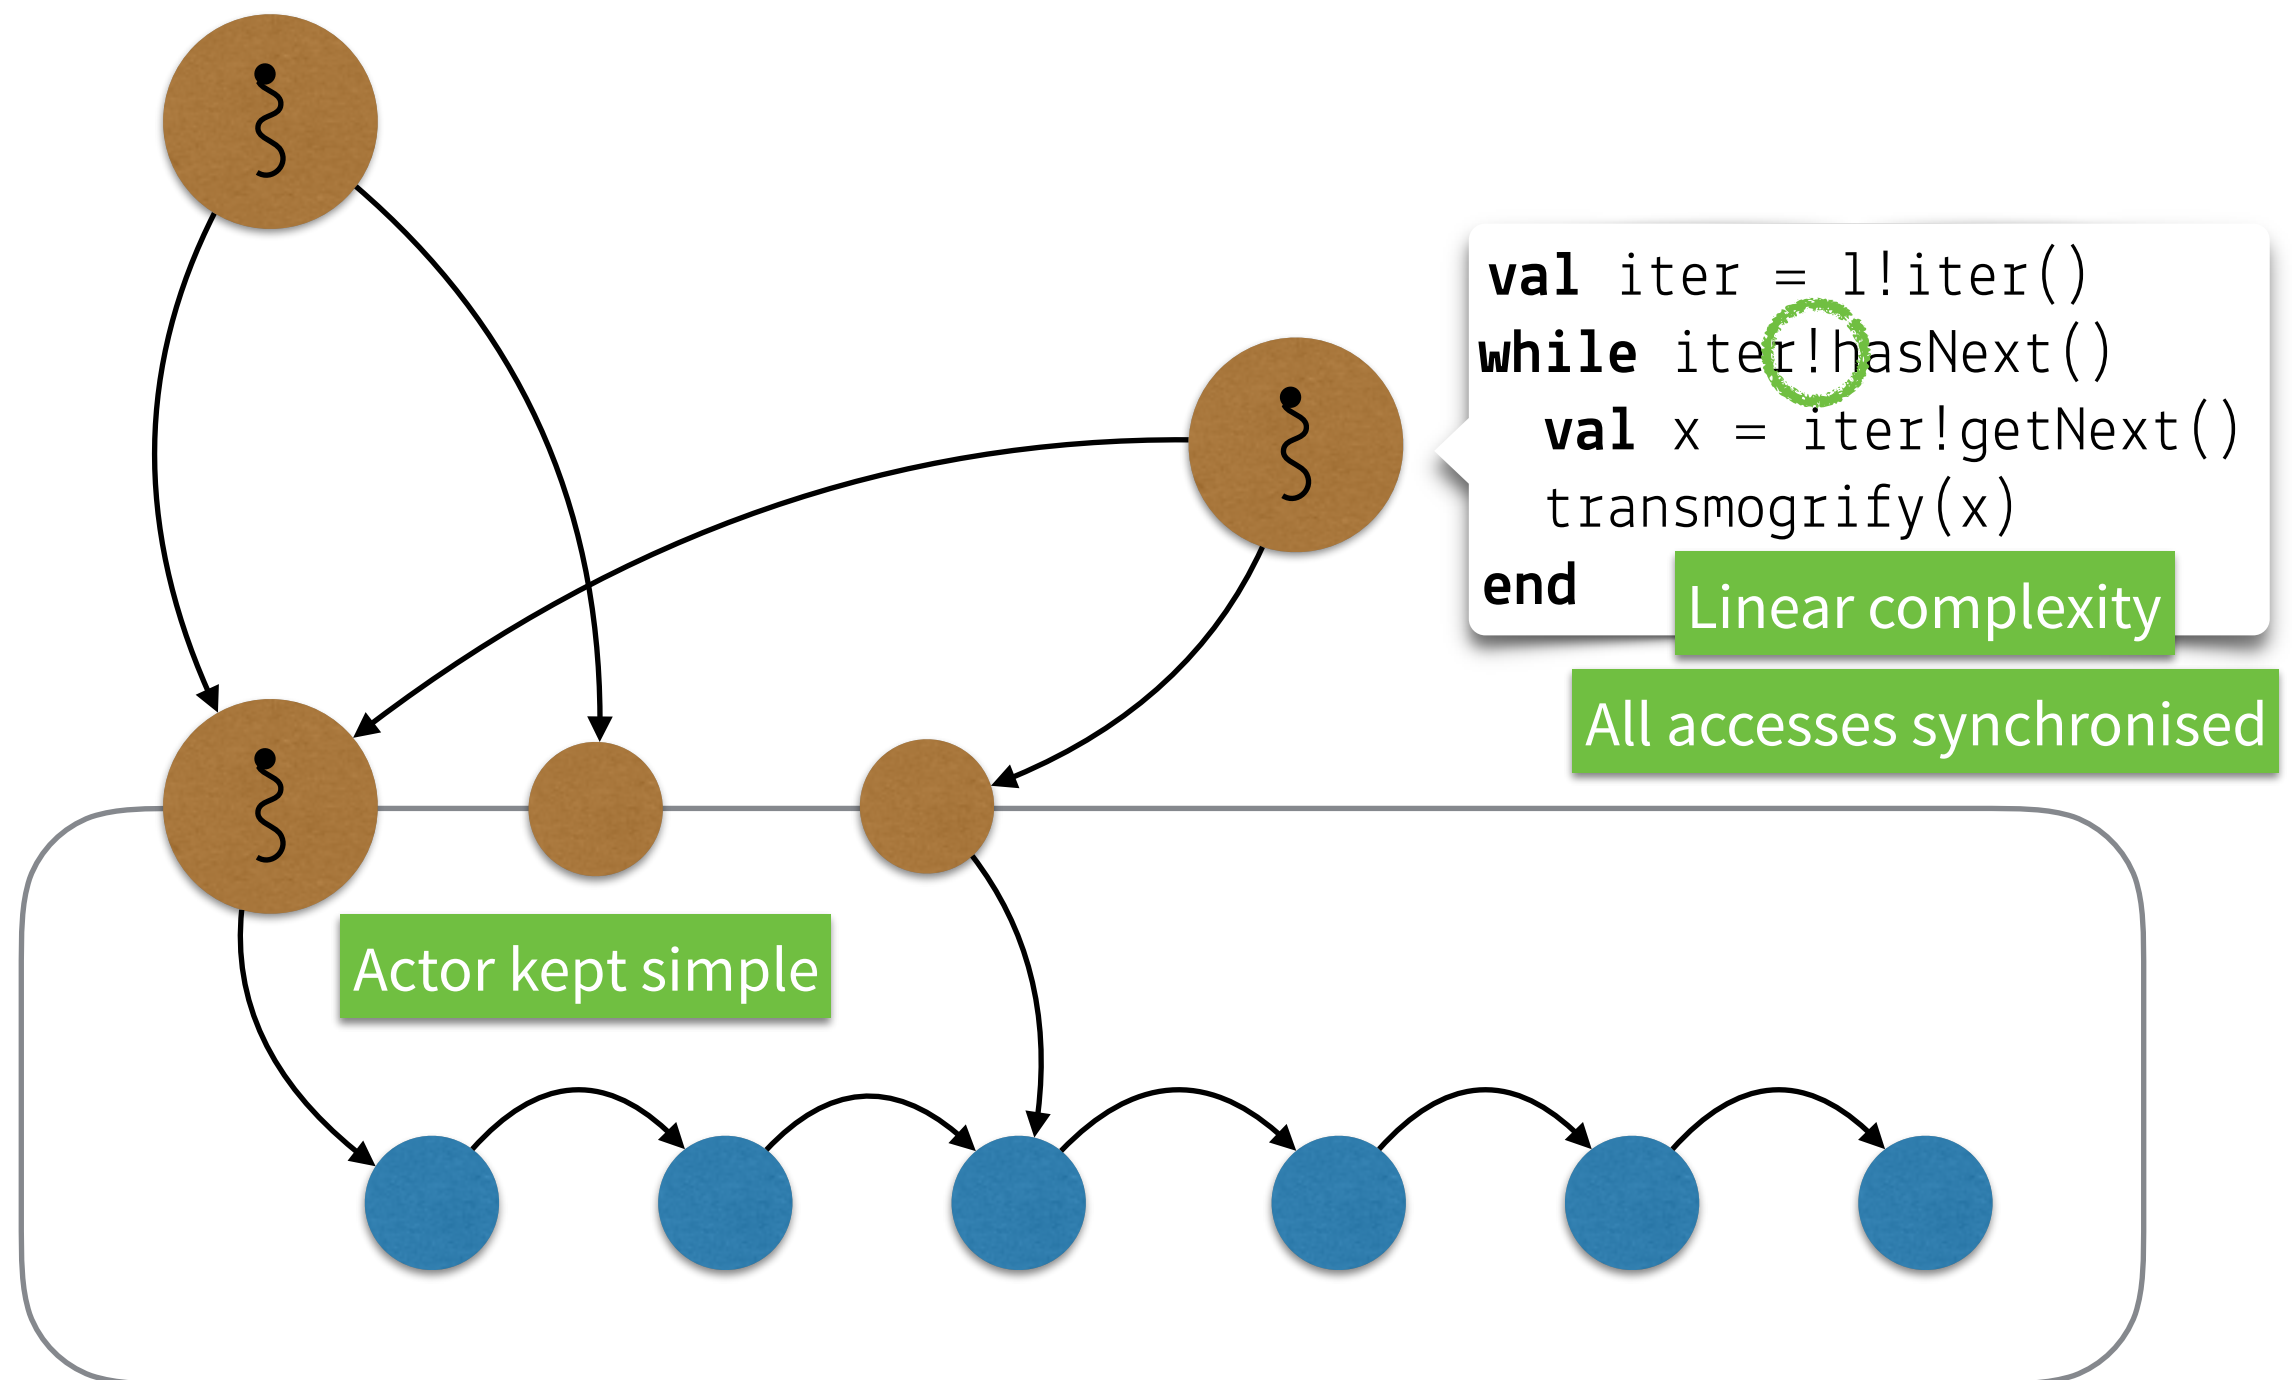 val iter = l!iter()
while iter!hasNext()
val x = iter!getNext()
transmogrify(x)
end
Linear complexity
All accesses synchronised
Actor kept simple